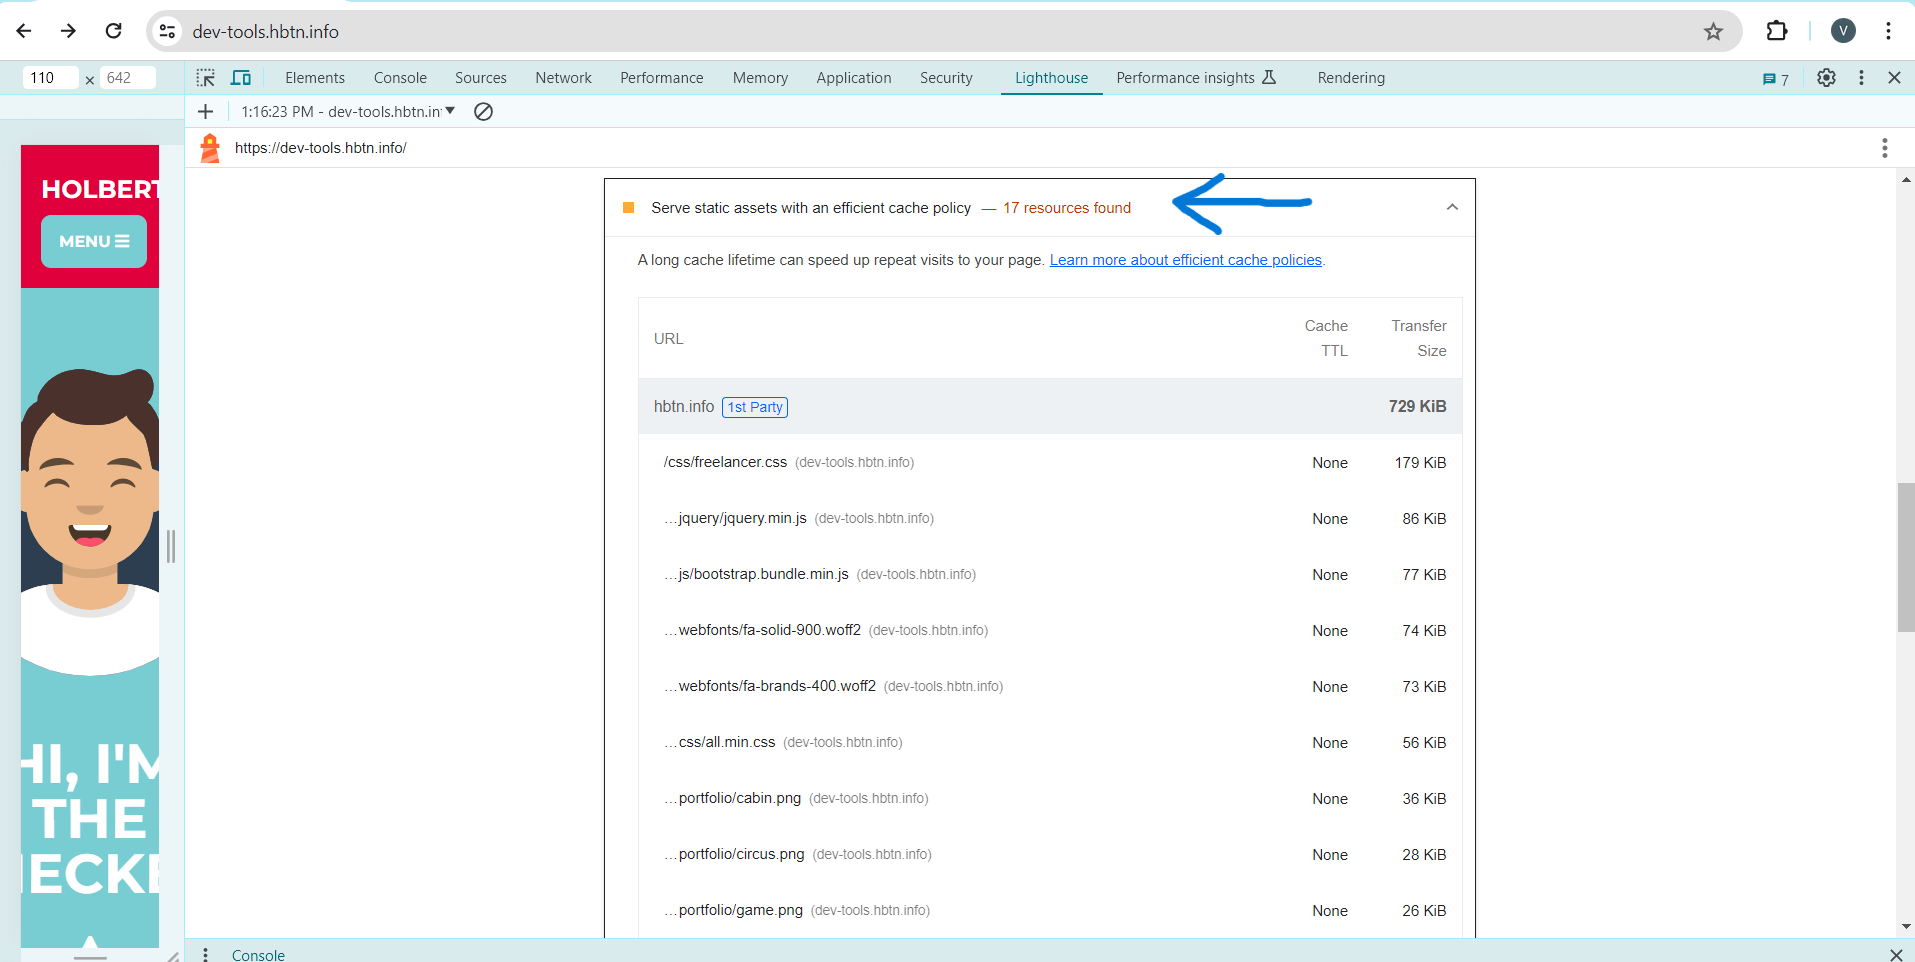 dev-tools.hbtn.info
V
110 × 642
Elements Console Sources Network Performance Memory Application Security Lighthouse Performance insights Rendering 7
1:16:23 PM - dev-tools.hbtn.in
https://dev-tools.hbtn.info/
HOLBERT
MENU
HI, I'M
THE
HECKE
Serve static assets with an efficient cache policy — 17 resources found
A long cache lifetime can speed up repeat visits to your page. Learn more about efficient cache policies.
URL Cache TTL Transfer Size
hbtn.info 1st Party 729 KiB
/css/freelancer.css (dev-tools.hbtn.info) None 179 KiB
…jquery/jquery.min.js (dev-tools.hbtn.info) None 86 KiB
…js/bootstrap.bundle.min.js (dev-tools.hbtn.info) None 77 KiB
…webfonts/fa-solid-900.woff2 (dev-tools.hbtn.info) None 74 KiB
…webfonts/fa-brands-400.woff2 (dev-tools.hbtn.info) None 73 KiB
…css/all.min.css (dev-tools.hbtn.info) None 56 KiB
…portfolio/cabin.png (dev-tools.hbtn.info) None 36 KiB
…portfolio/circus.png (dev-tools.hbtn.info) None 28 KiB
…portfolio/game.png (dev-tools.hbtn.info) None 26 KiB
Console